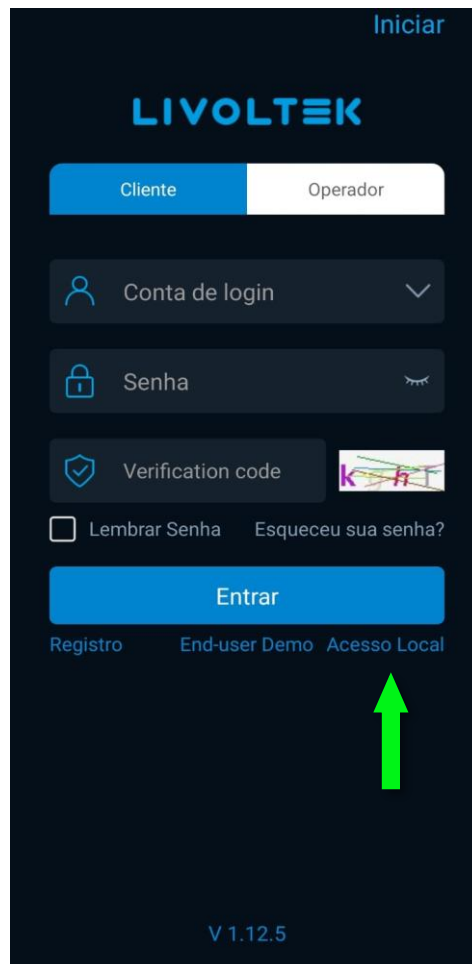 Iniciar
LIVOLTEK
Cliente Operador
Conta de login
Senha
Verification code
Lembrar Senha Esqueceu sua senha?
Entrar
Registro End-user Demo Acesso Local
V 1.12.5